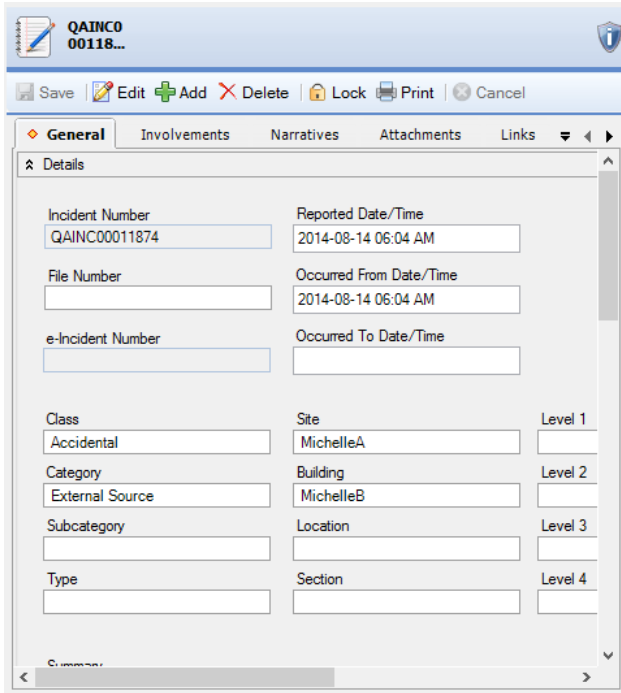 QAINC0
00118...
Save Edit Add Delete Lock Print Cancel
General Involvements Narratives Attachments Links
Details
Incident Number Reported Date/Time
QAINC00011874 2014-08-14 06:04 AM
File Number Occurred From Date/Time
2014-08-14 06:04 AM
e-Incident Number Occurred To Date/Time
Class Site Level 1
Accidental MichelleA
Category Building Level 2
External Source MichelleB
Subcategory Location Level 3
Type Section Level 4
Summary